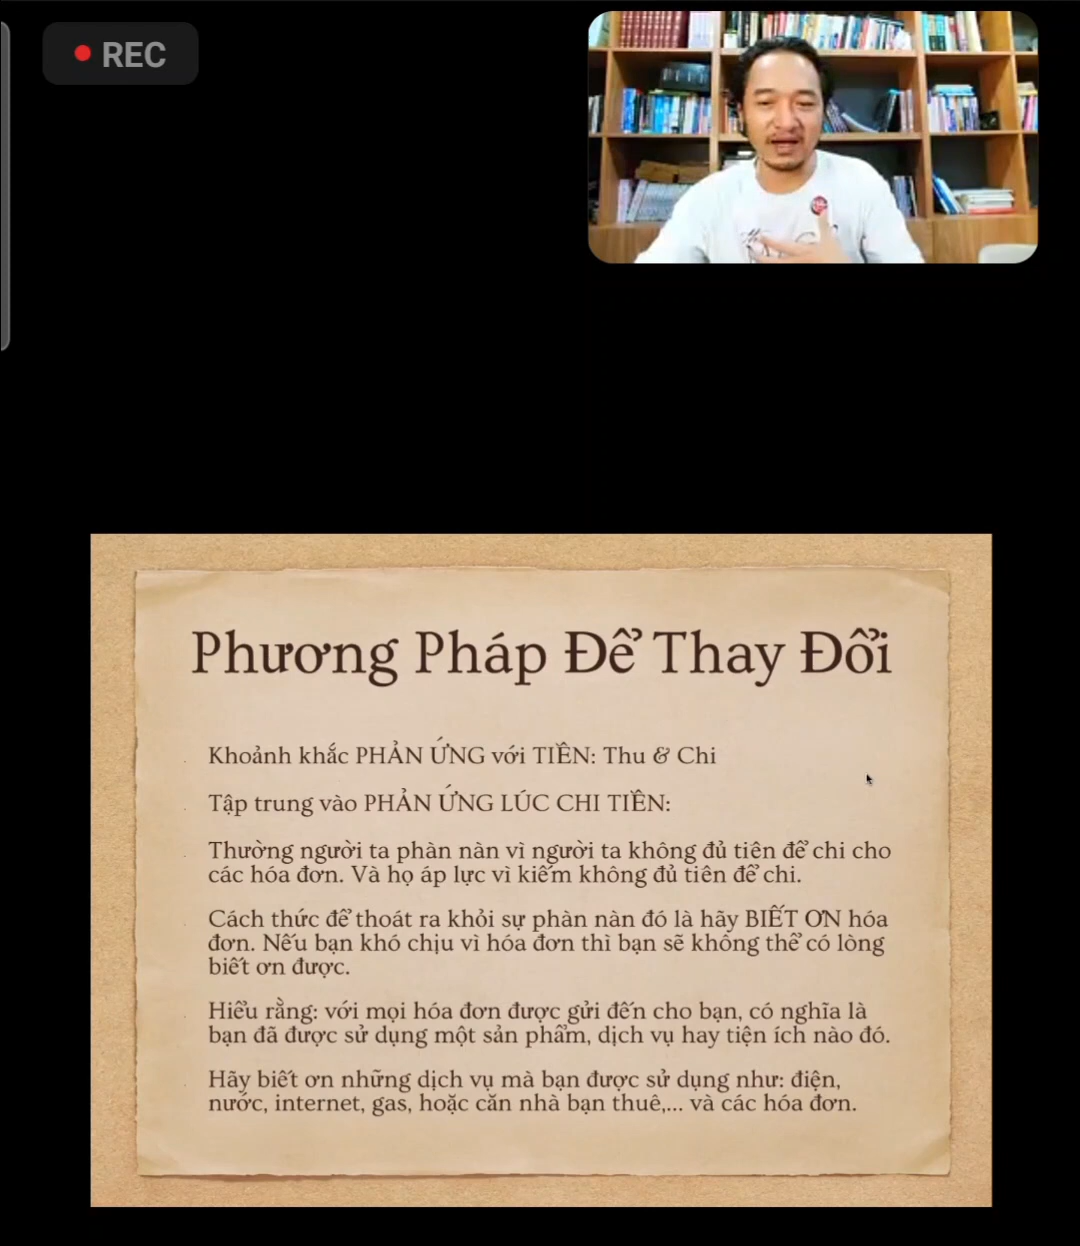 REC
Phương Pháp Để Thay Đổi
Khoảnh khắc PHẢN ỨNG với TIỀN: Thu & Chi
Tập trung vào PHẢN ỨNG LÚC CHI TIỀN:
Thường người ta phàn nàn vì người ta không đủ tiên để chi cho
các hóa đơn. Và họ áp lực vì kiếm không đủ tiên để chi.
Cách thức để thoát ra khỏi sự phàn nàn đó là hãy BIẾT ƠN hóa
đơn. Nếu bạn khó chịu vì hóa đơn thì bạn sẽ không thể có lòng
biết ơn được.
Hiểu rằng: với mọi hóa đơn được gửi đến cho bạn, có nghĩa là
bạn đã được sử dụng một sản phẩm, dịch vụ hay tiện ích nào đó.
Hãy biết ơn những dịch vụ mà bạn được sử dụng như: điện,
nước, internet, gas, hoặc căn nhà bạn thuê,... và các hóa đơn.